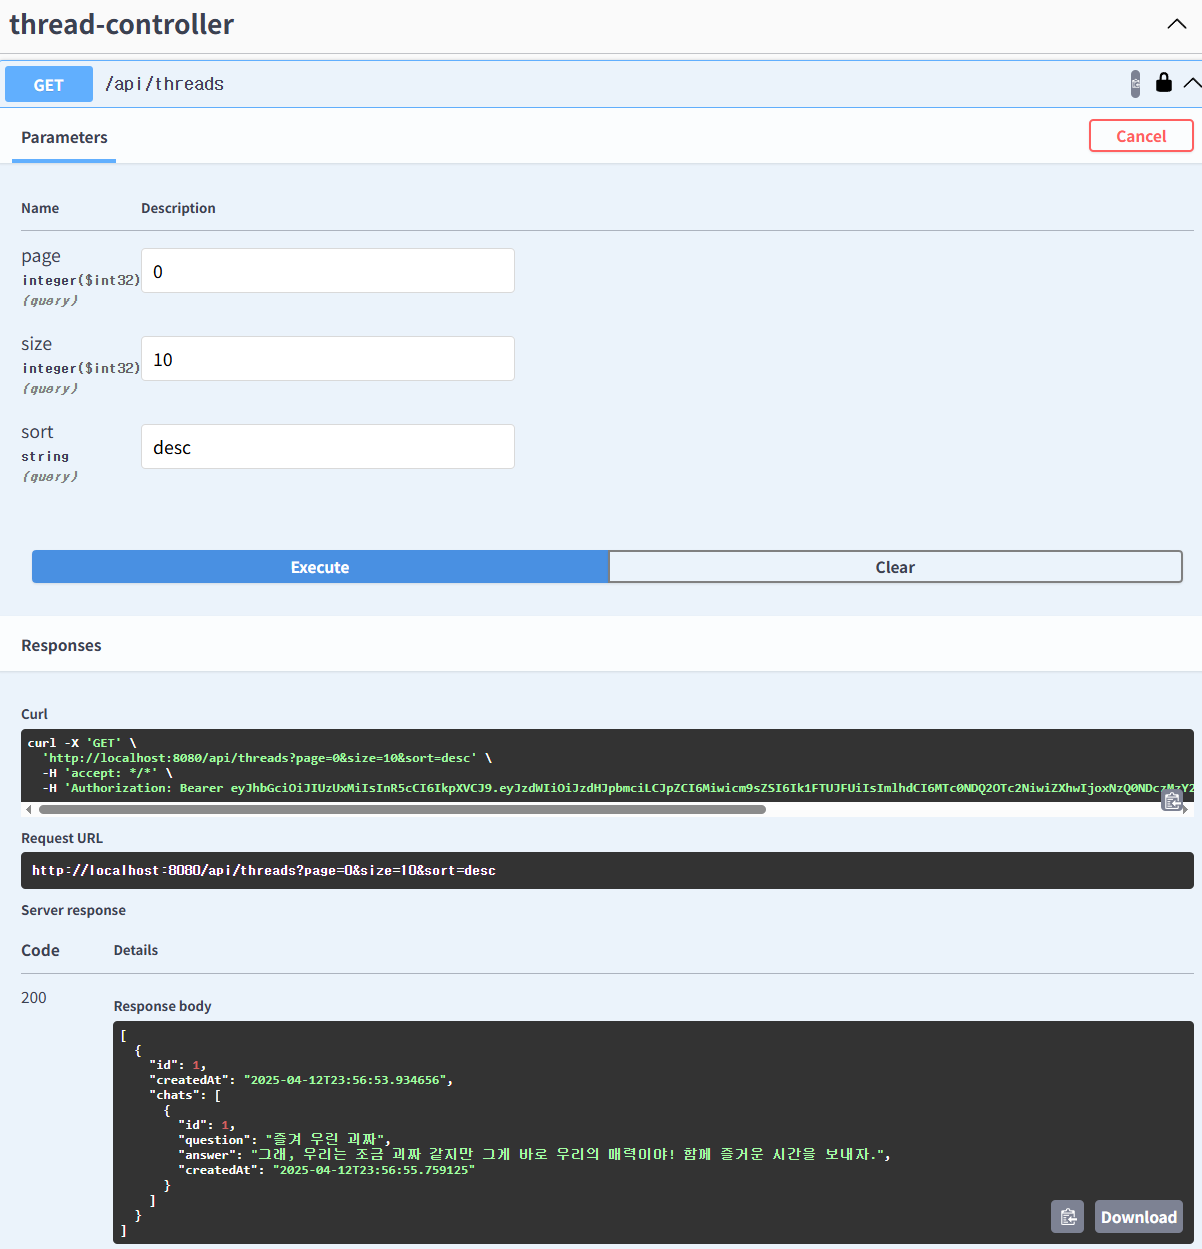 thread-controller
GET /api/threads
Parameters
Cancel
Name Description
page
integer($int32)
(query)
0
size
integer($int32)
(query)
10
sort
string
(query)
desc
Execute Clear
Responses
Curl
curl -X 'GET' \
'http://localhost:8080/api/threads?page=0&size=10&sort=desc' \
-H 'accept: */*' \
-H 'Authorization: Bearer eyJhbGciOiJIUzUxMiIsInR5cCI6IkpXVCJ9.eyJzdWIiOiJzdHJpbmciLCJpZCI6Miwicm9sZSI6Ik1FTUJFUiIsImlhdCI6MTc0NDQ2OTc2NiwiZXhwIjoxNzQ0NDczMzY2
Request URL
http://localhost:8080/api/threads?page=0&size=10&sort=desc
Server response
Code Details
200
Response body
[
{
"id": 1,
"createdAt": "2025-04-12T23:56:53.934656",
"chats": [
{
"id": 1,
"question": "즐겨 우린 괴짜",
"answer": "그래, 우리는 조금 괴짜 같지만 그게 바로 우리의 매력이야! 함께 즐거운 시간을 보내자.",
"createdAt": "2025-04-12T23:56:55.759125"
}
]
}
]
Download